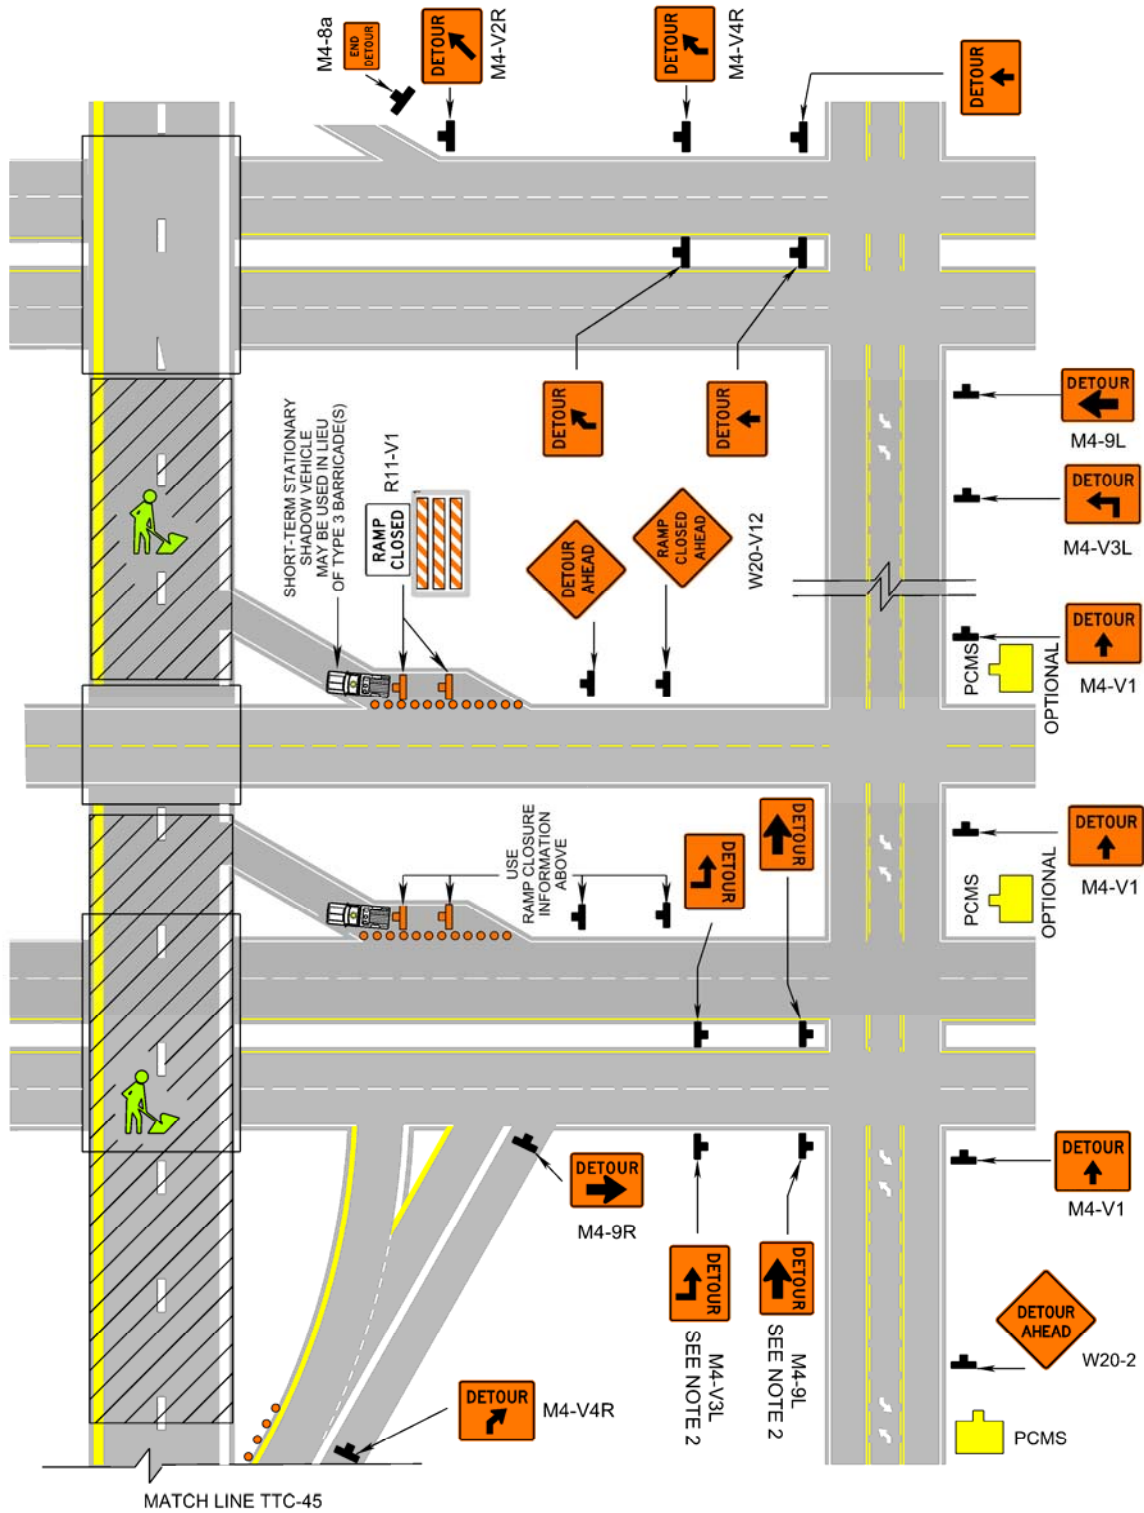 M4-8a
END
DETOUR
DETOUR
M4-V2R
DETOUR
M4-V4R
DETOUR
SHORT-TERM STATIONARY
SHADOW VEHICLE
MAY BE USED IN LIEU
OF TYPE 3 BARRICADE(S)
RAMP
CLOSED
R11-V1
DETOUR
DETOUR
DETOUR
M4-9L
DETOUR
M4-V3L
DETOUR
AHEAD
RAMP
CLOSED
AHEAD
W20-V12
DETOUR
M4-V1
PCMS
OPTIONAL
USE
RAMP CLOSURE
INFORMATION
ABOVE
DETOUR
DETOUR
DETOUR
M4-V1
PCMS
OPTIONAL
DETOUR
M4-9R
DETOUR
M4-V3L
SEE NOTE 2
DETOUR
M4-9L
SEE NOTE 2
DETOUR
M4-V1
DETOUR
AHEAD
W20-2
DETOUR
M4-V4R
PCMS
MATCH LINE TTC-45